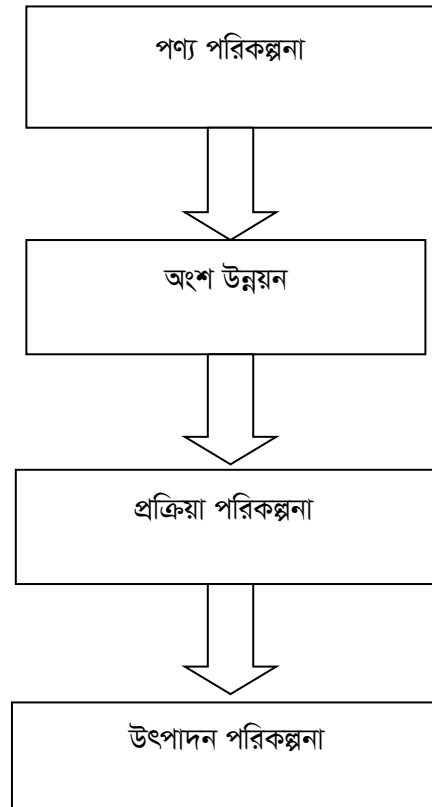 পণ্য পরিকল্পনা
অংশ উন্নয়ন
প্রক্রিয়া পরিকল্পনা
উৎপাদন পরিকল্পনা